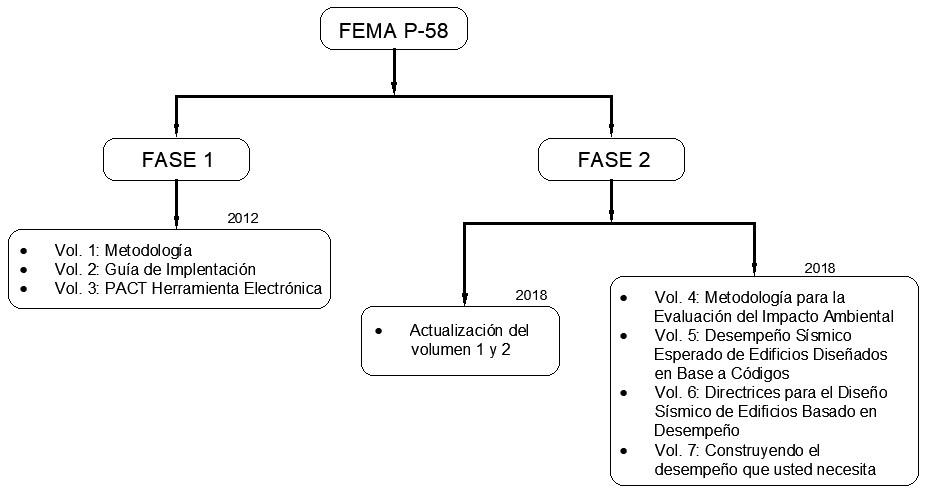 FEMA P-58
FASE 1
FASE 2
2012
• Vol. 1: Metodología
• Vol. 2: Guía de Implentación
• Vol. 3: PACT Herramienta Electrónica
2018
• Actualización del
volumen 1 y 2
2018
• Vol. 4: Metodología para la
Evaluación del Impacto Ambiental
• Vol. 5: Desempeño Sísmico
Esperado de Edificios Diseñados
en Base a Códigos
• Vol. 6: Directrices para el Diseño
Sísmico de Edificios Basado en
Desempeño
• Vol. 7: Construyendo el
desempeño que usted necesita